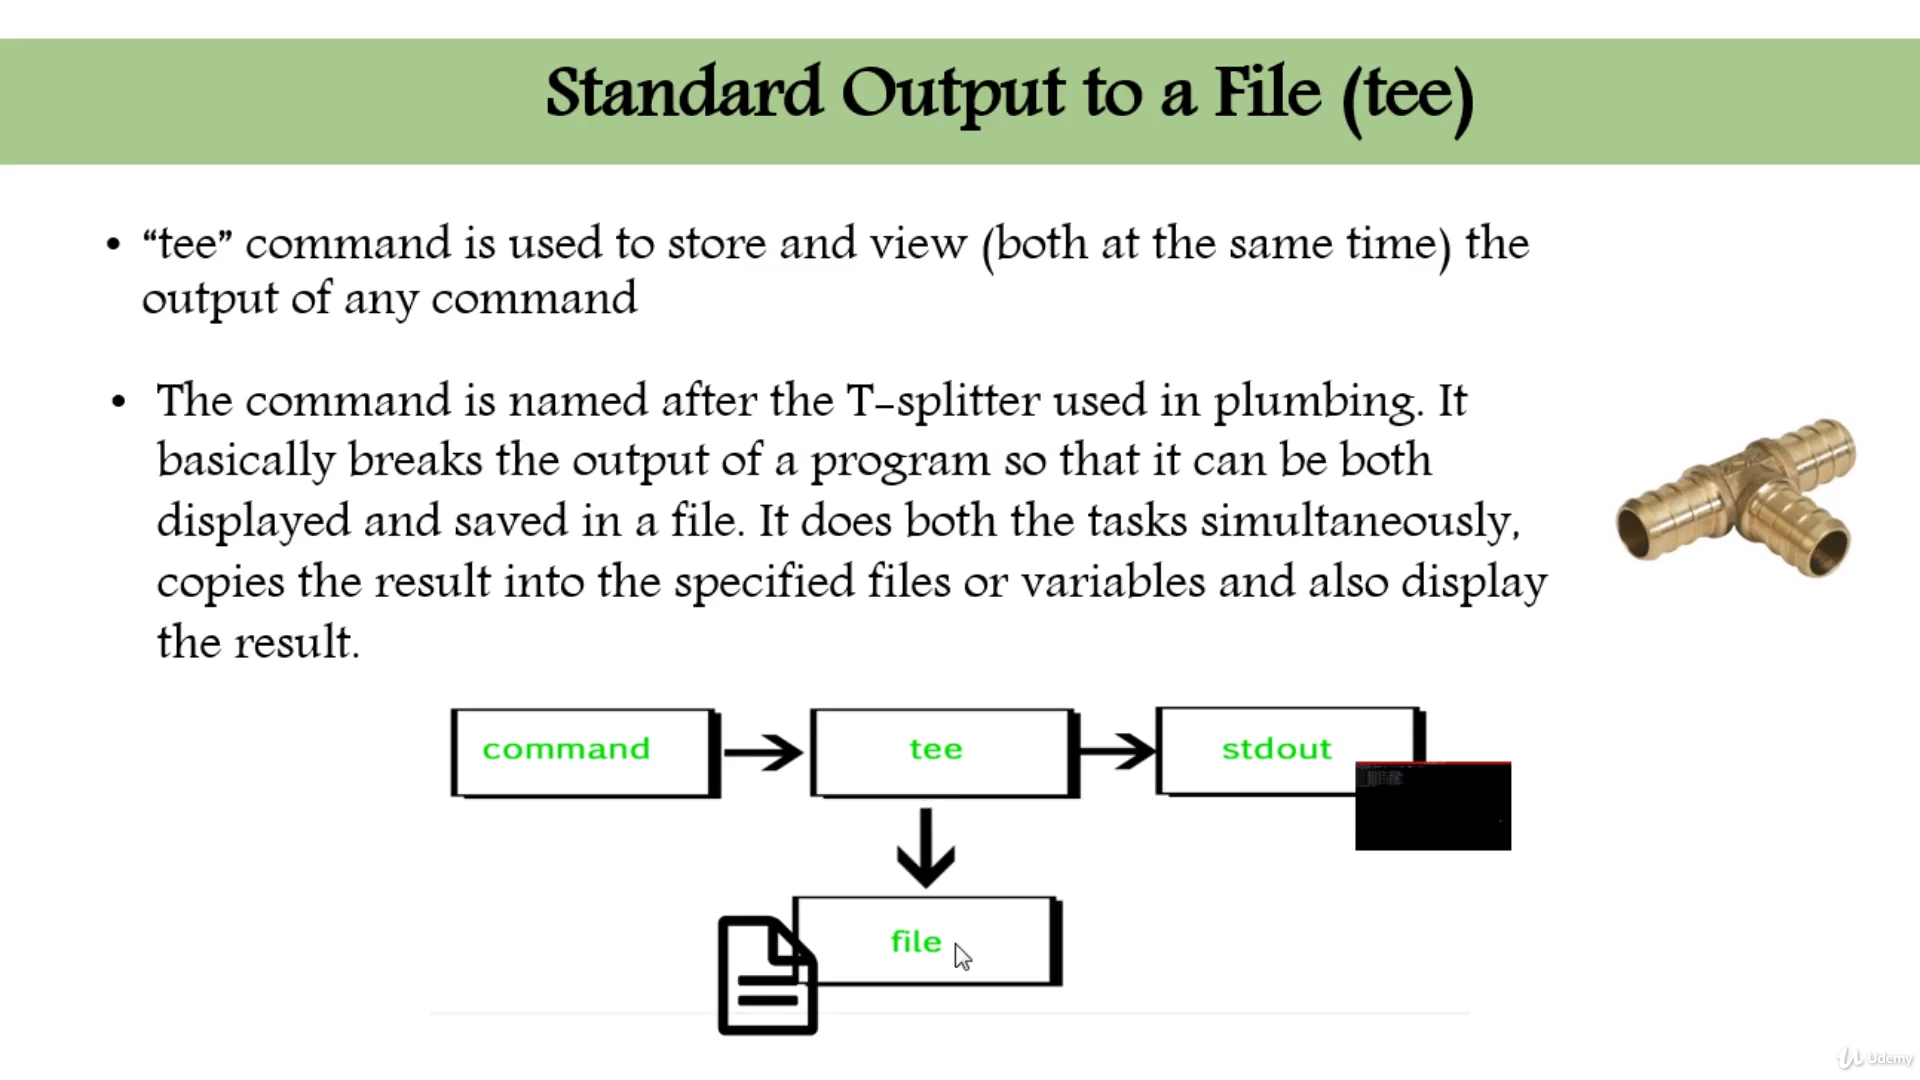 Standard Output to a File (tee)
• “tee” command is used to store and view (both at the same time) the
output of any command
• The command is named after the T-splitter used in plumbing. It
basically breaks the output of a program so that it can be both
displayed and saved in a file. It does both the tasks simultaneously,
copies the result into the specified files or variables and also display
the result.
command
tee
stdout
file
Udemy